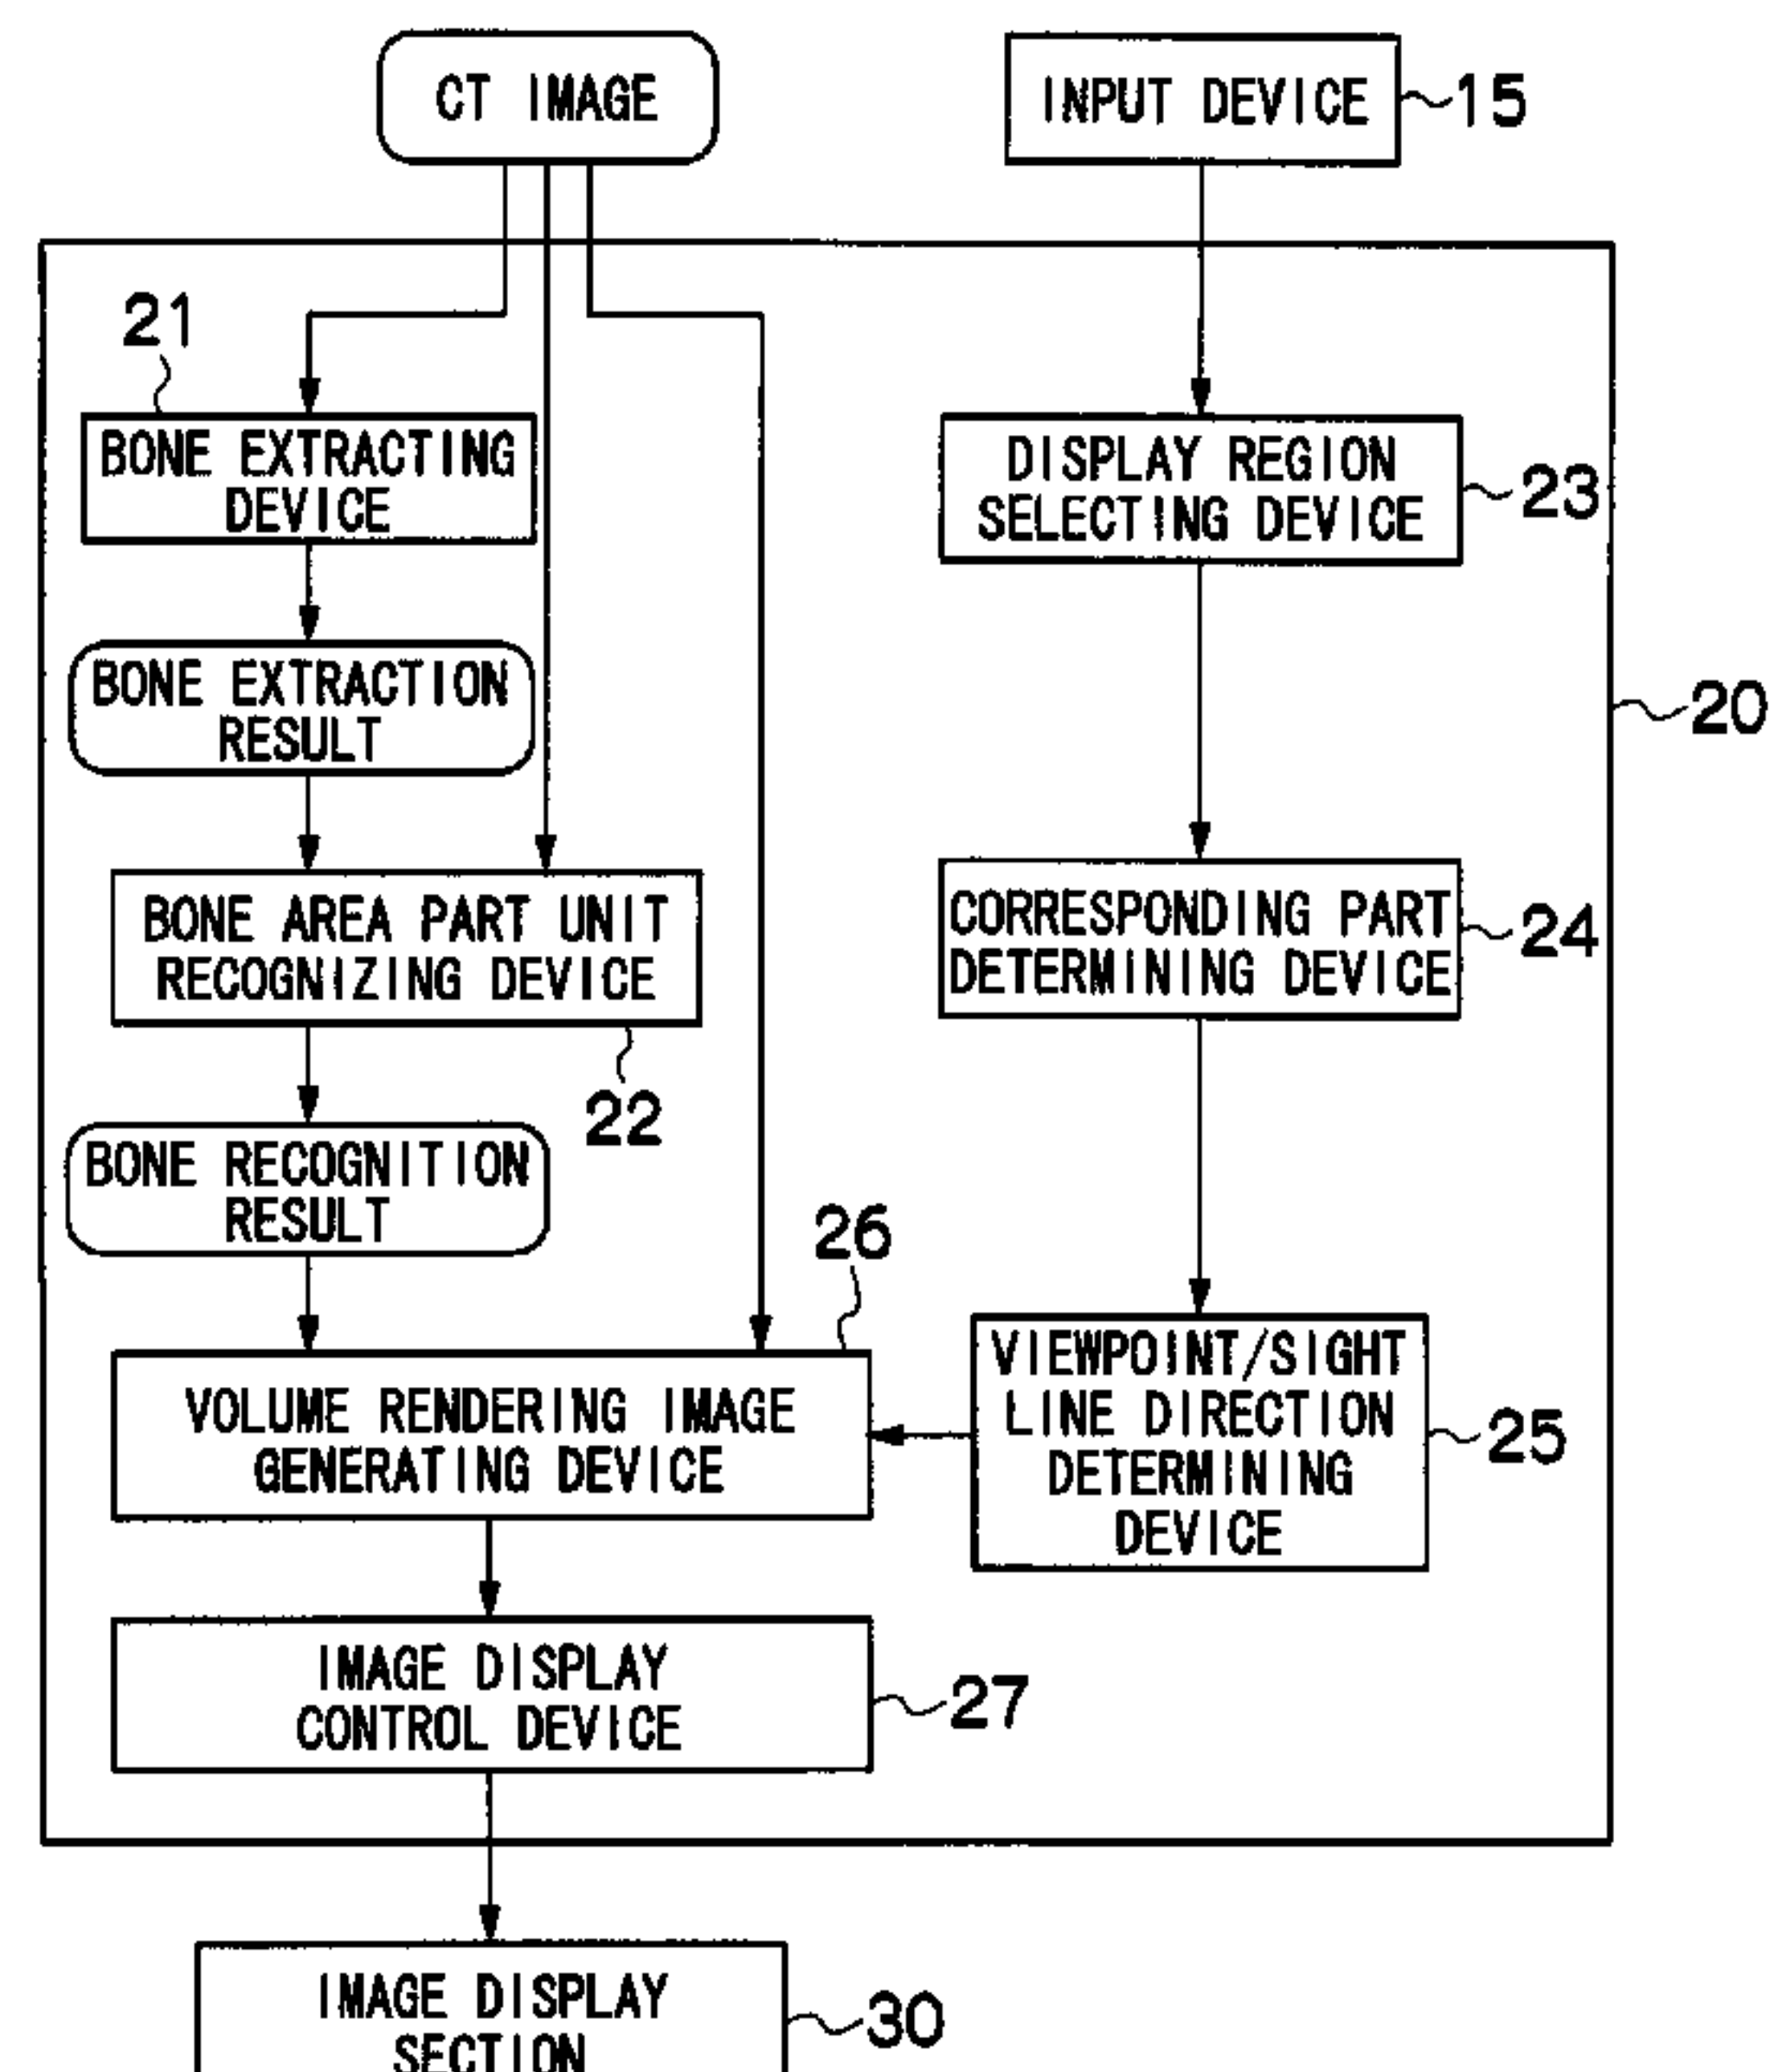 CT IMAGE
INPUT DEVICE
15
21
BONE EXTRACTING
DEVICE
DISPLAY REGION
SELECTING DEVICE
23
BONE EXTRACTION
RESULT
20
BONE AREA PART UNIT
RECOGNIZING DEVICE
22
CORRESPONDING PART
DETERMINING DEVICE
24
BONE RECOGNITION
RESULT
26
VOLUME RENDERING IMAGE
GENERATING DEVICE
VIEWPOINT/SIGHT
LINE DIRECTION
DETERMINING
DEVICE
25
IMAGE DISPLAY
CONTROL DEVICE
27
IMAGE DISPLAY
SECTION
30